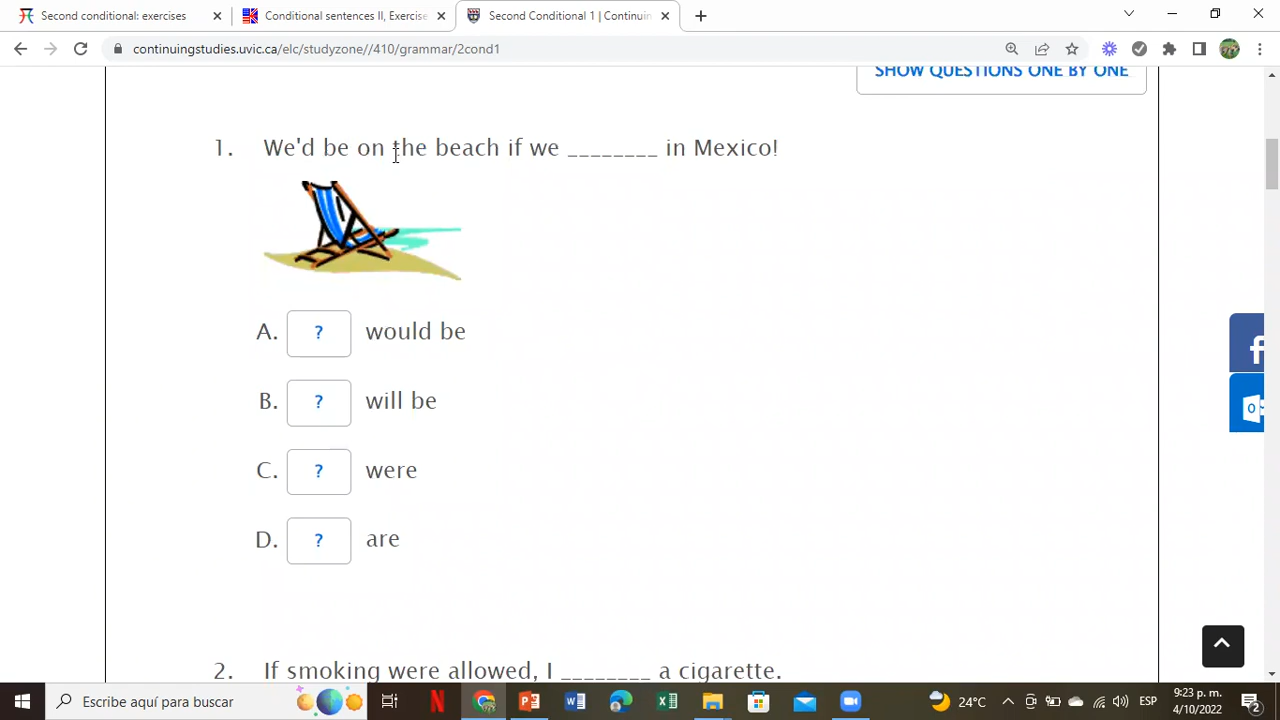 Second conditional: exercises
Conditional sentences II, Exercise
Second Conditional 1 | Continuin
continuingstudies.uvic.ca/elc/studyzone//410/grammar/2cond1
SHOW QUESTIONS ONE BY ONE
1. We'd be on the beach if we ________ in Mexico!
A. ? would be
B. ? will be
C. ? were
D. ? are
2. If smoking were allowed, I ________ a cigarette.
Escribe aquí para buscar
24°C
ESP
9:23 p. m.
4/10/2022
2